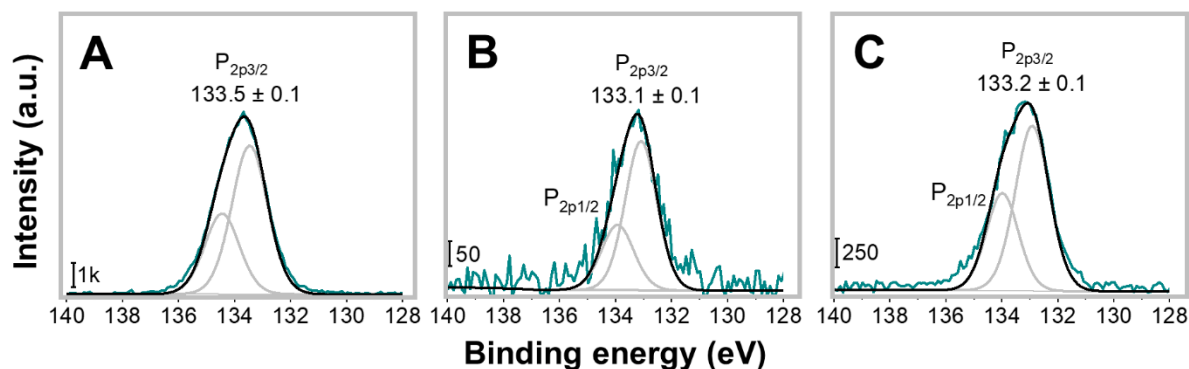 Intensity (a.u.)
A
P2p3/2
133.5 ± 0.1
1k
140 138 136 134 132 130 128
B
P2p3/2
133.1 ± 0.1
P2p1/2
50
140 138 136 134 132 130 128
C
P2p3/2
133.2 ± 0.1
P2p1/2
250
140 138 136 134 132 130 128
Binding energy (eV)